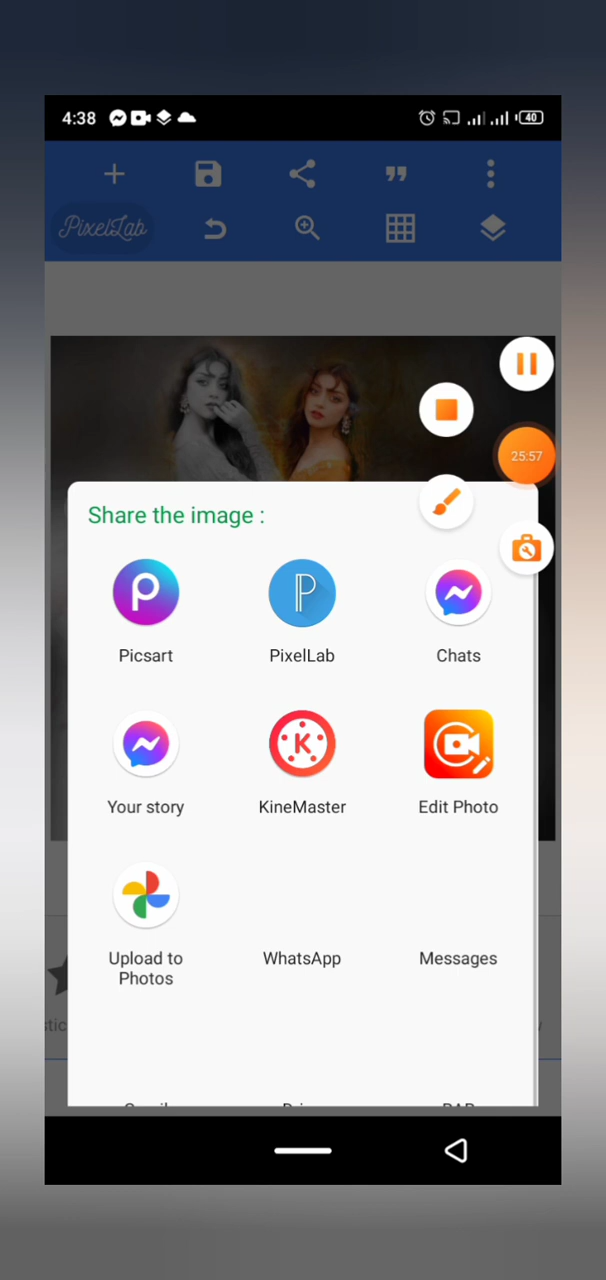 4:38
40
PixelLab
25:57
Share the image :
Picsart
PixelLab
Chats
Your story
KineMaster
Edit Photo
Upload to
Photos
WhatsApp
Messages